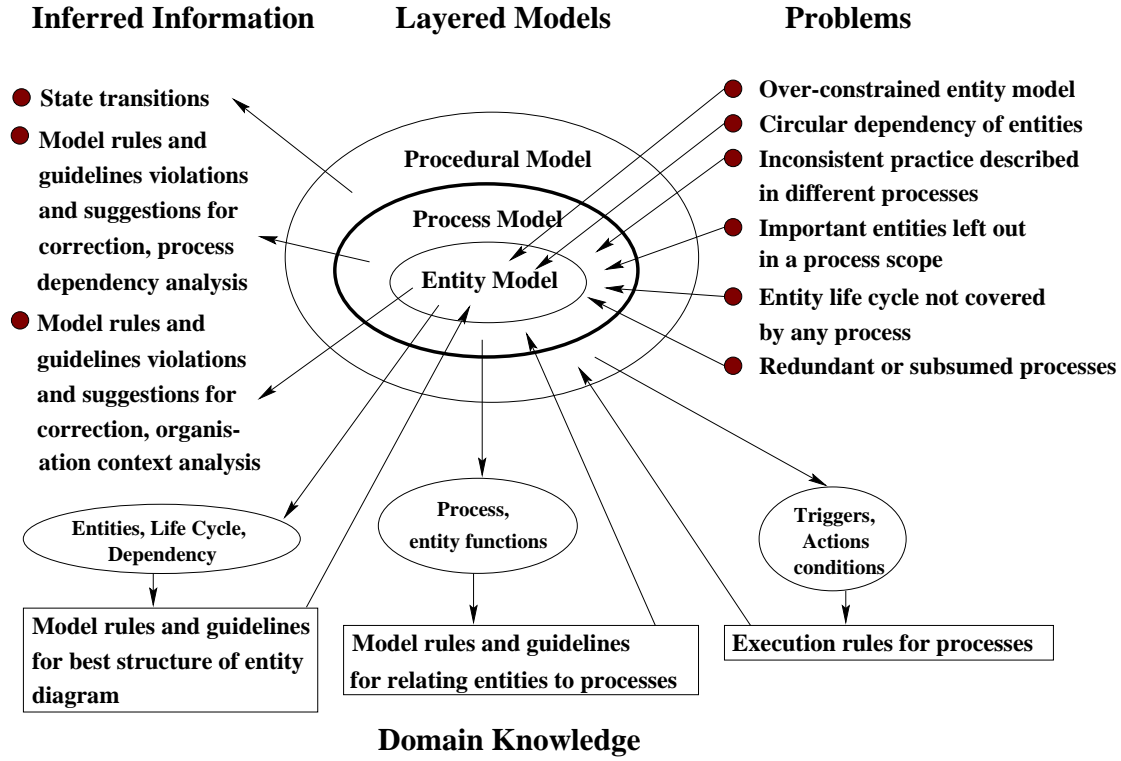 Inferred Information
Layered Models
Problems
State transitions
Model rules and
guidelines violations
and suggestions for
correction, process
dependency analysis
Model rules and
guidelines violations
and suggestions for
correction, organis-
ation context analysis
Procedural Model
Process Model
Entity Model
Over-constrained entity model
Circular dependency of entities
Inconsistent practice described
in different processes
Important entities left out
in a process scope
Entity life cycle not covered
by any process
Redundant or subsumed processes
Entities, Life Cycle,
Dependency
Process,
entity functions
Triggers,
Actions
conditions
Model rules and guidelines
for best structure of entity
diagram
Model rules and guidelines
for relating entities to processes
Execution rules for processes
Domain Knowledge